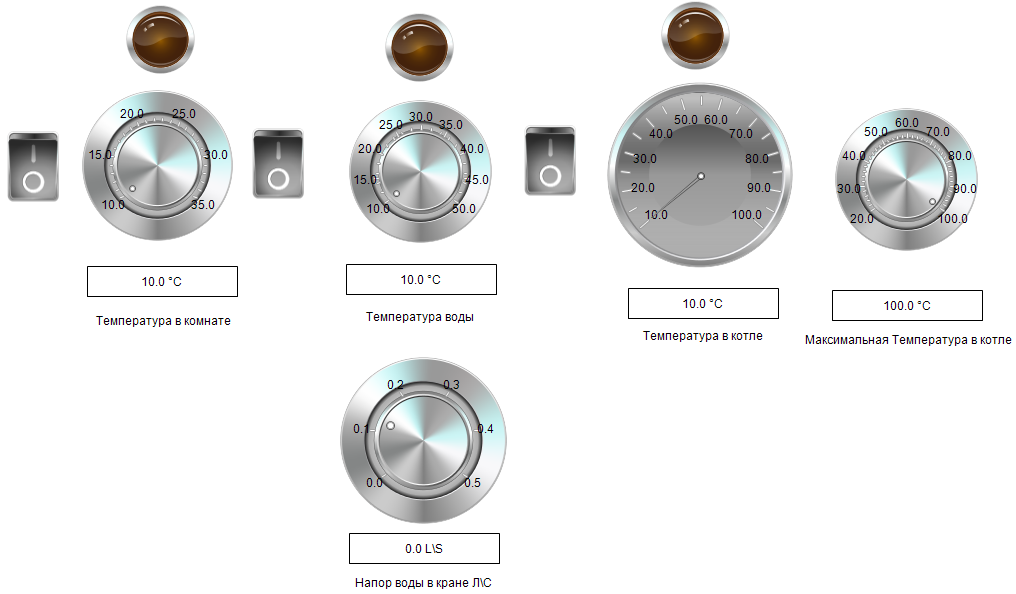 20.0 25.0
15.0 30.0
10.0 35.0
10.0 °C
Температура в комнате
25.0 30.0 35.0
20.0 40.0
15.0 45.0
10.0 50.0
10.0 °C
Температура воды
50.0 60.0
40.0 70.0
30.0 80.0
20.0 90.0
10.0 100.0
10.0 °C
Температура в котле
50.0 60.0 70.0
40.0 80.0
30.0 90.0
20.0 100.0
100.0 °C
Максимальная Температура в котле
0.2 0.3
0.1 0.4
0.0 0.5
0.0 L\S
Напор воды в кране Л\С